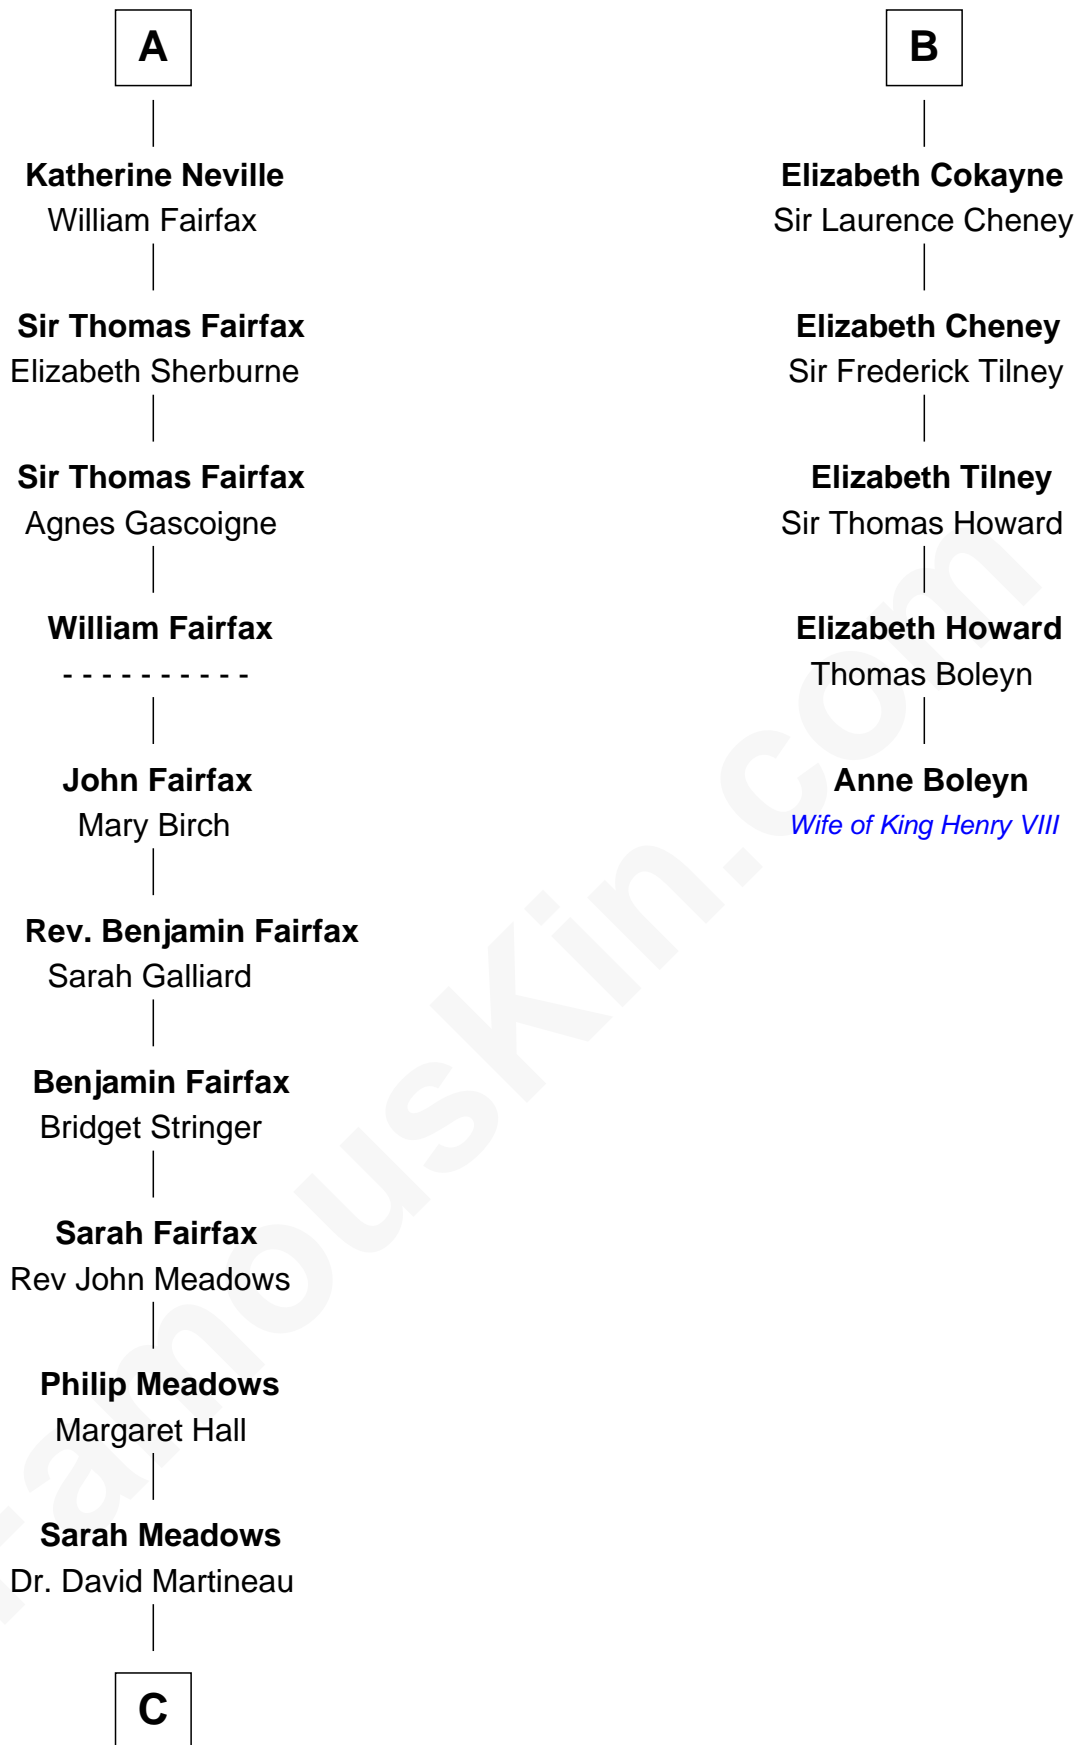 A
Katherine Neville
William Fairfax
Sir Thomas Fairfax
Elizabeth Sherburne
Sir Thomas Fairfax
Agnes Gascoigne
William Fairfax
- - - - - - - - - -
John Fairfax
Mary Birch
Rev. Benjamin Fairfax
Sarah Galliard
Benjamin Fairfax
Bridget Stringer
Sarah Fairfax
Rev John Meadows
Philip Meadows
Margaret Hall
Sarah Meadows
Dr. David Martineau
C
B
Elizabeth Cokayne
Sir Laurence Cheney
Elizabeth Cheney
Sir Frederick Tilney
Elizabeth Tilney
Sir Thomas Howard
Elizabeth Howard
Thomas Boleyn
Anne Boleyn
Wife of King Henry VIII
FamousKin.com